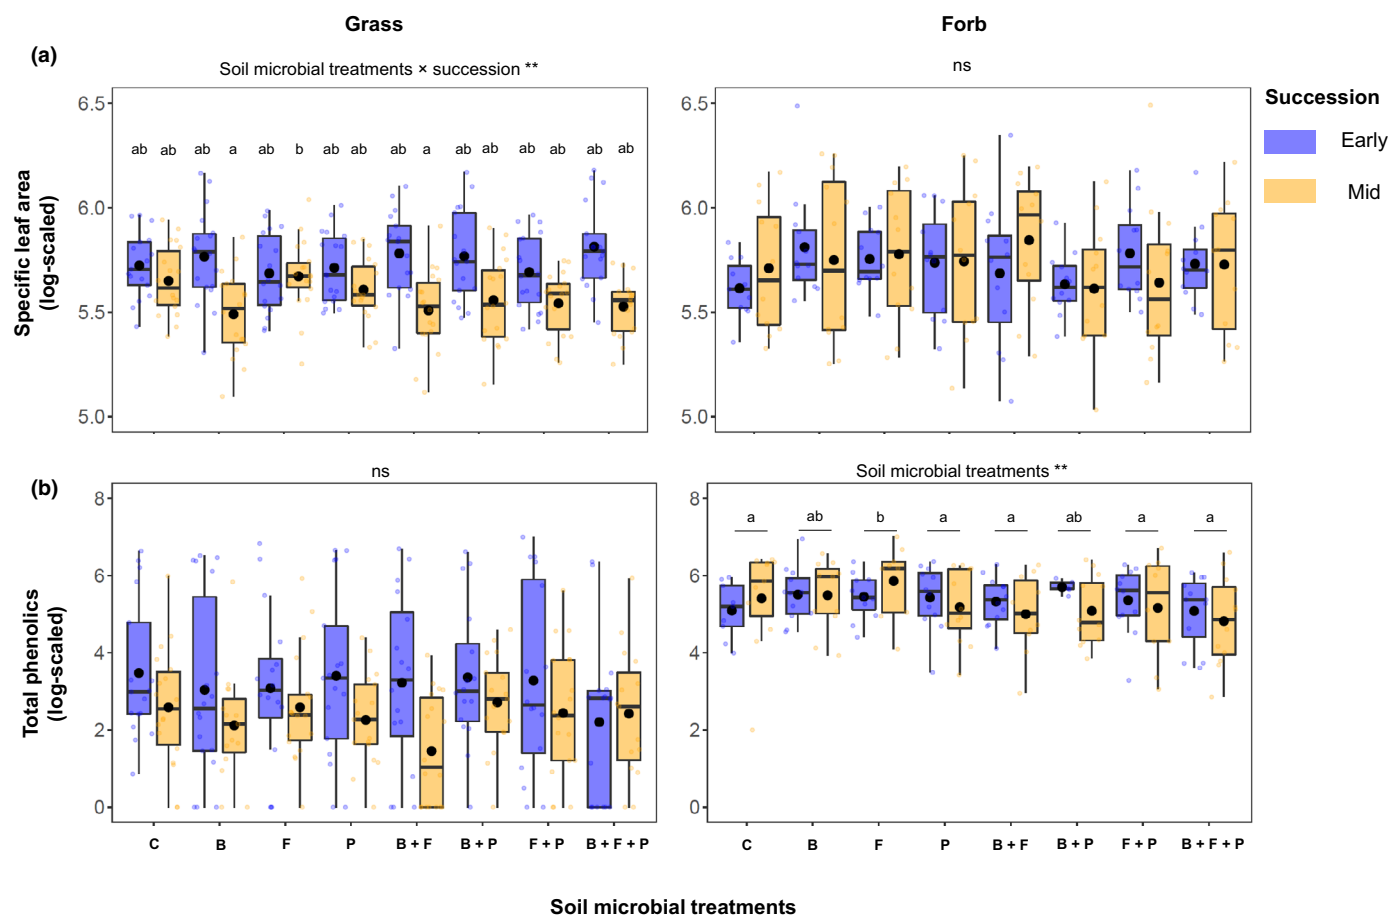 Grass
Forb
(a)
Soil microbial treatments × succession **
ns
Succession
Early
Mid
Specific leaf area
(log-scaled)
6.5
6.0
5.5
5.0
ab ab ab a ab b ab ab ab a ab ab ab ab ab ab
6.5
6.0
5.5
5.0
(b)
ns
Soil microbial treatments **
Total phenolics
(log-scaled)
8
6
4
2
0
8
6
4
2
0
a ab b a a ab a a
C B F P B + F B + P F + P B + F + P
C B F P B + F B + P F + P B + F + P
Soil microbial treatments